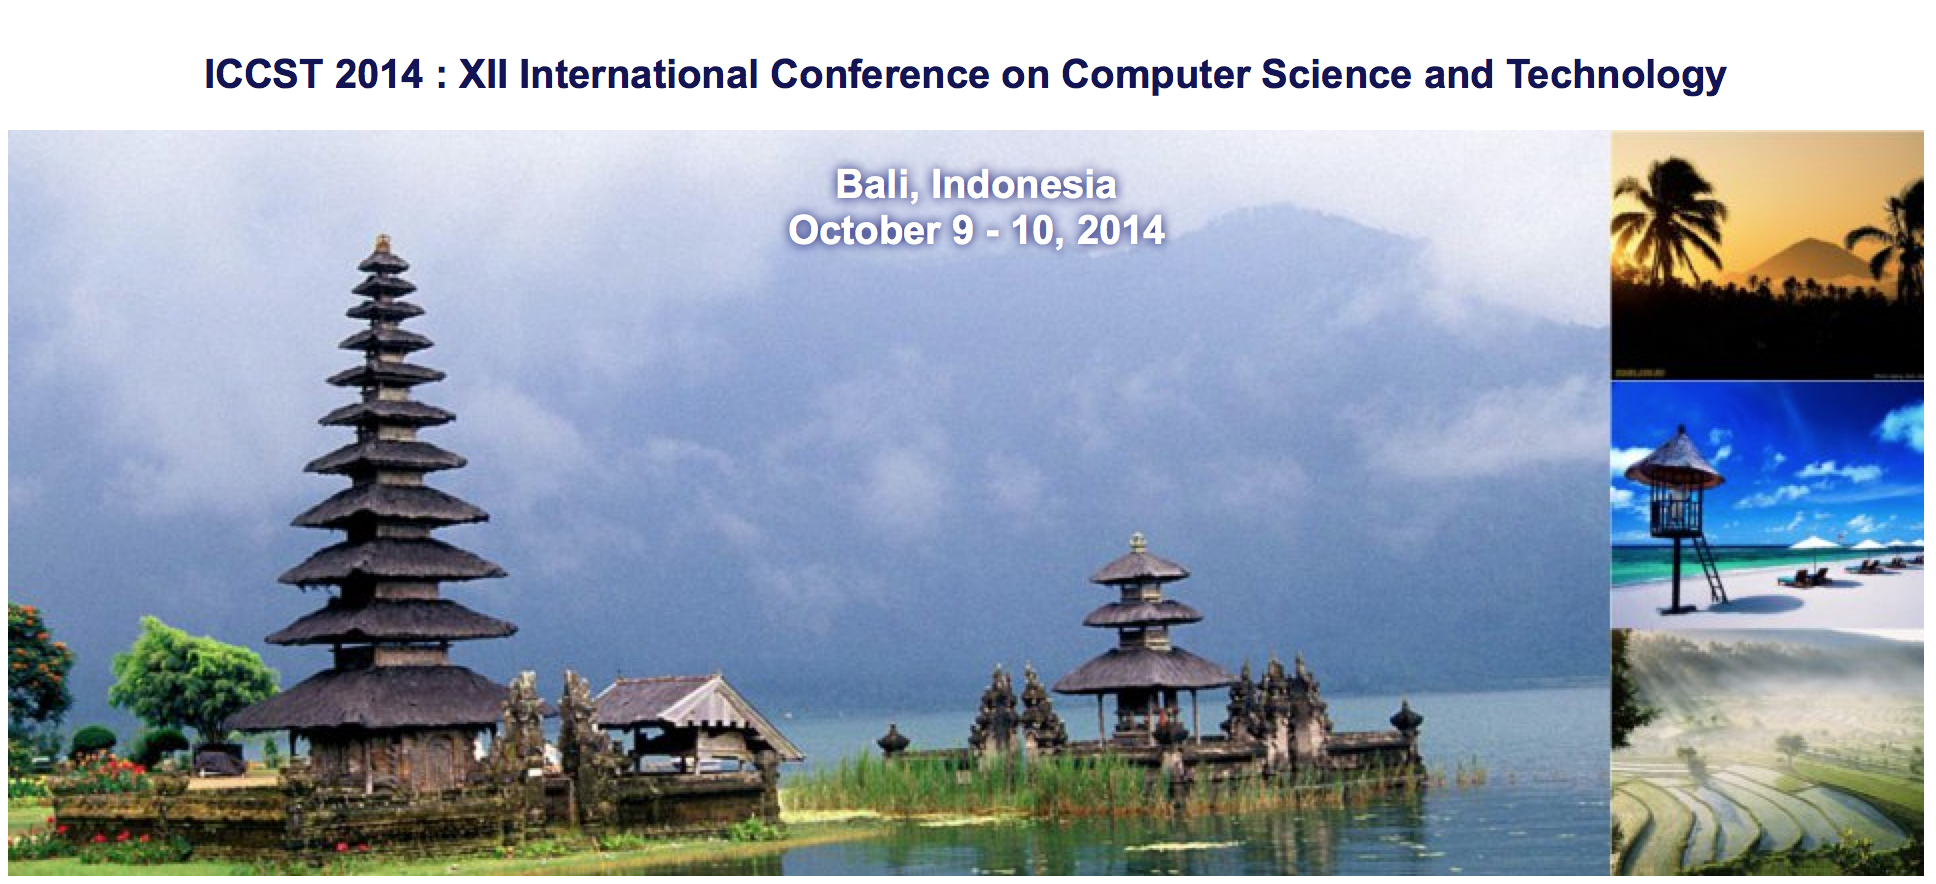 ICCST 2014 : XII International Conference on Computer Science and Technology
Bali, Indonesia
October 9 - 10, 2014